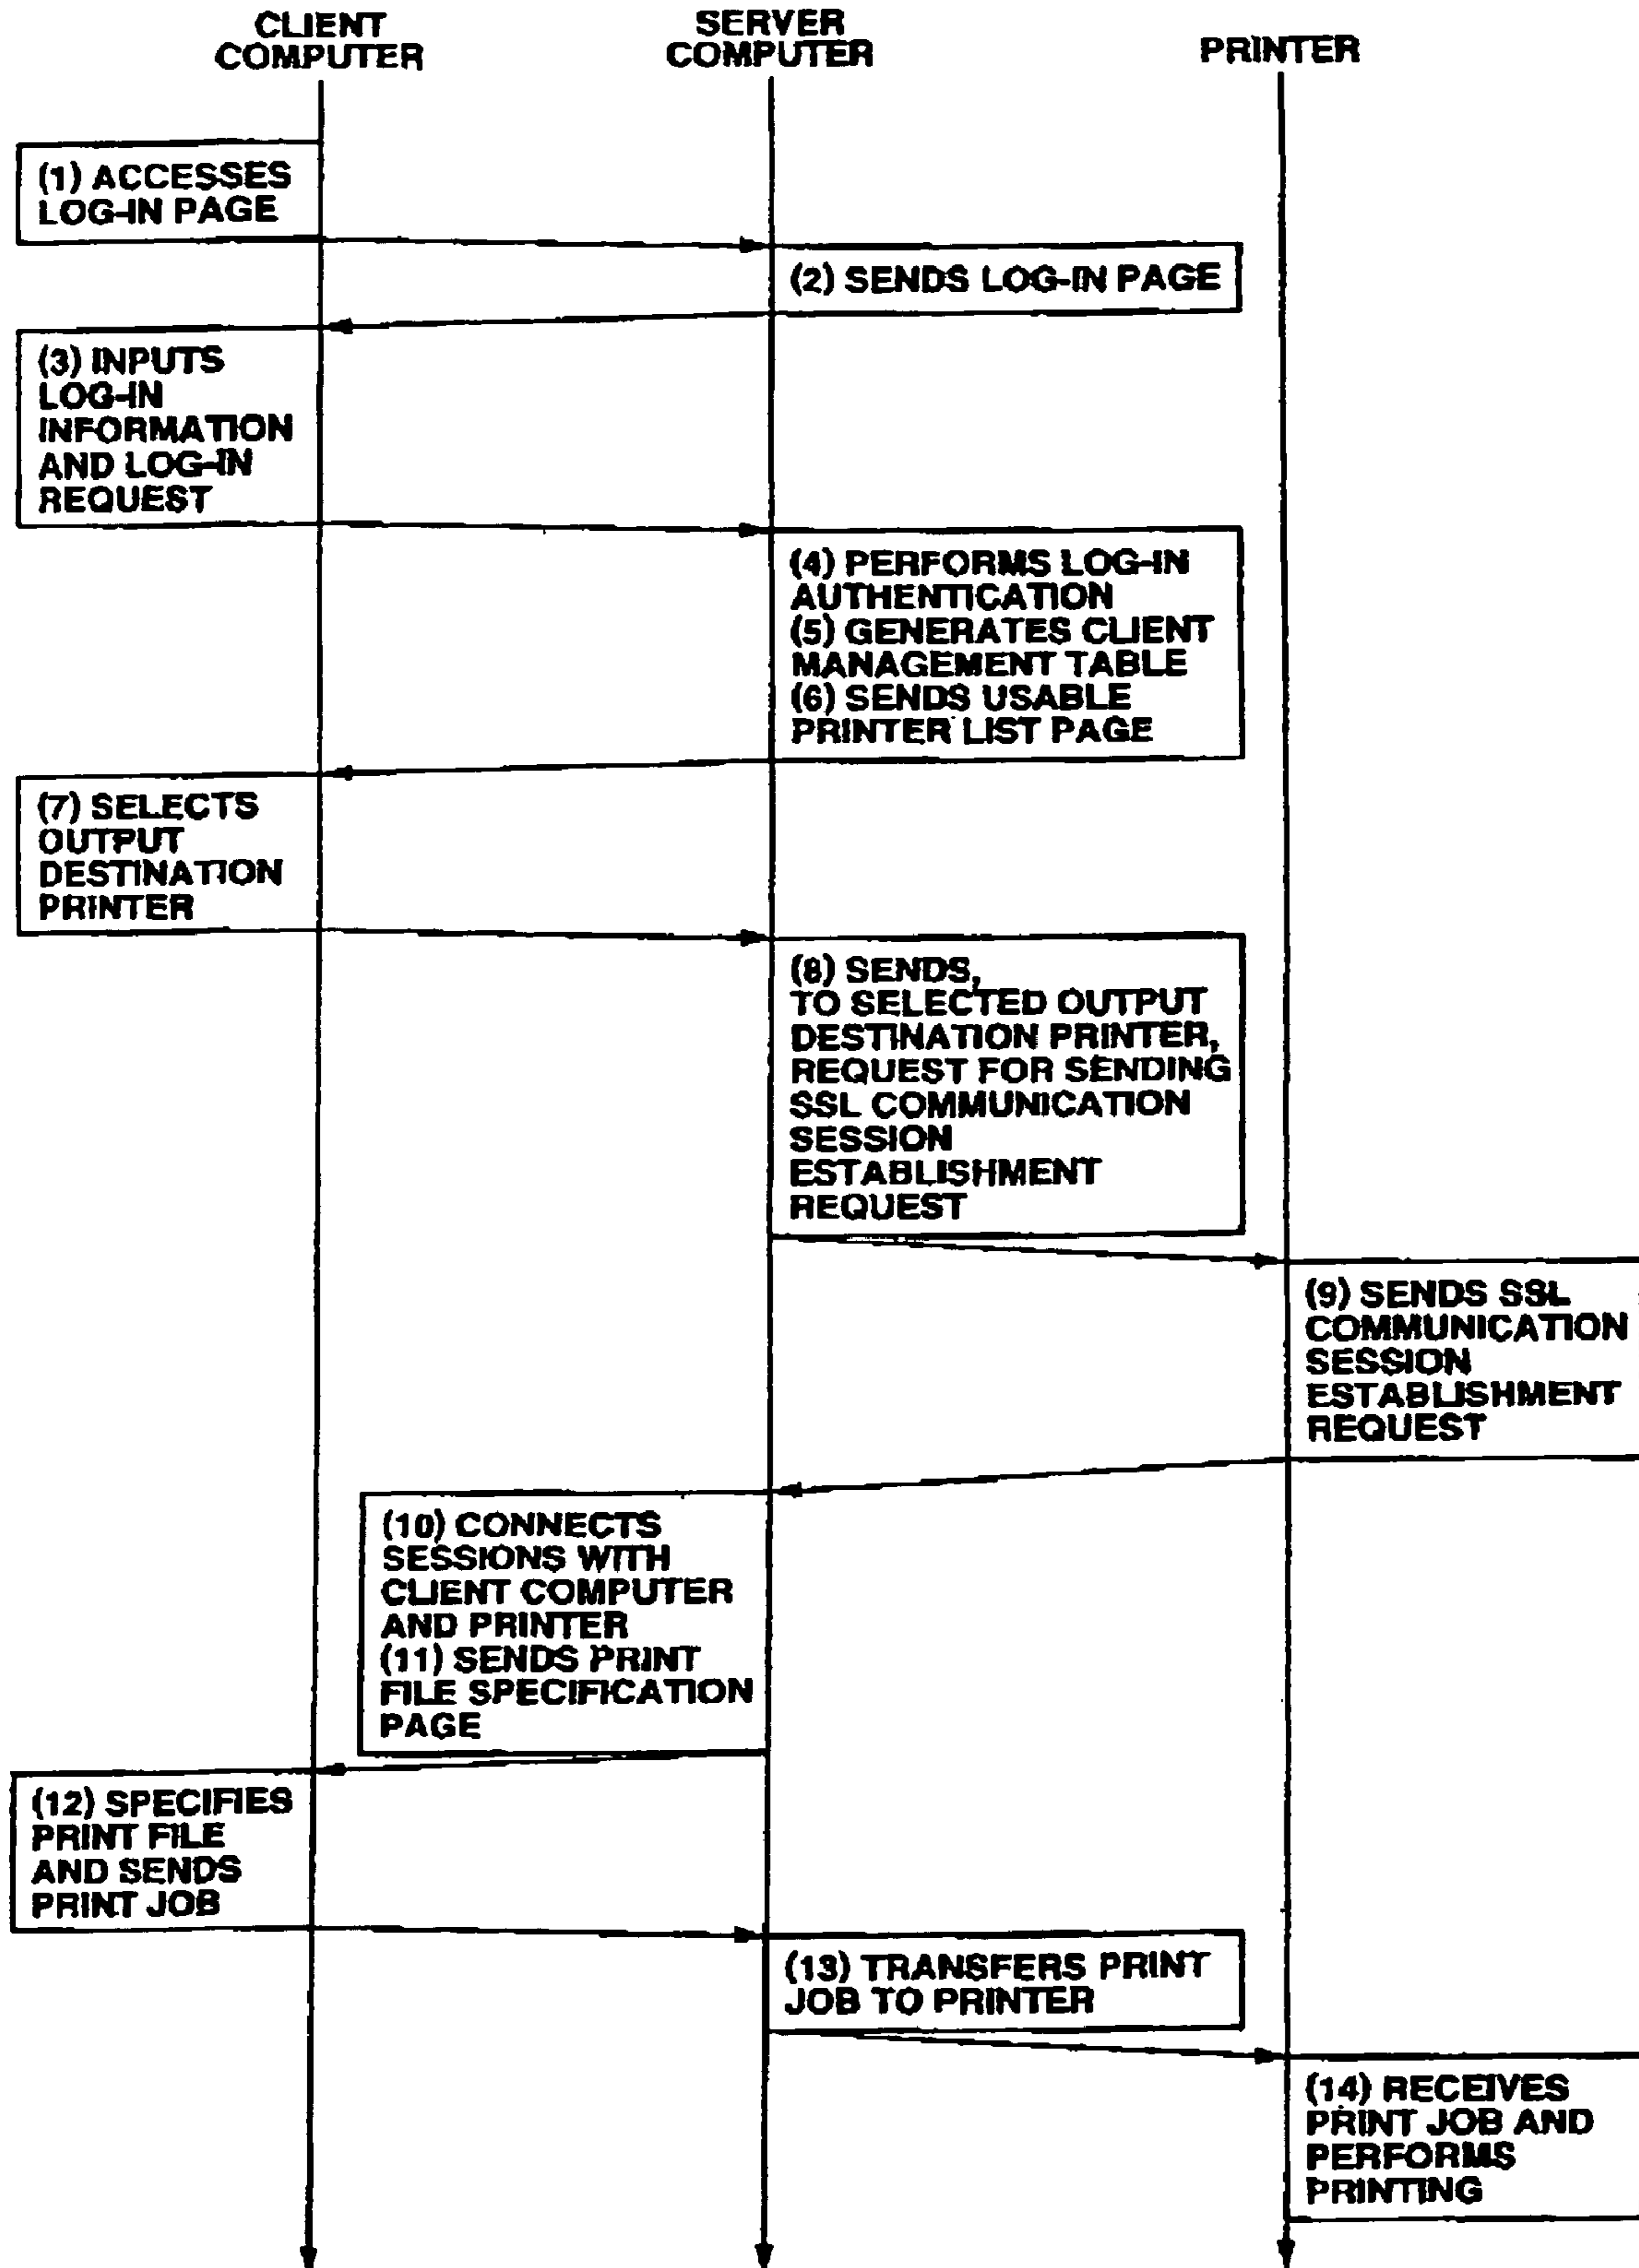 CLIENT
COMPUTER
SERVER
COMPUTER
PRINTER
(1) ACCESSES
LOG-IN PAGE
(2) SENDS LOG-IN PAGE
(3) INPUTS
LOG-IN
INFORMATION
AND LOG-IN
REQUEST
(4) PERFORMS LOG-IN
AUTHENTICATION
(5) GENERATES CLIENT
MANAGEMENT TABLE
(6) SENDS USABLE
PRINTER LIST PAGE
(7) SELECTS
OUTPUT
DESTINATION
PRINTER
(8) SENDS,
TO SELECTED OUTPUT
DESTINATION PRINTER,
REQUEST FOR SENDING
SSL COMMUNICATION
SESSION
ESTABLISHMENT
REQUEST
(9) SENDS SSL
COMMUNICATION
SESSION
ESTABLISHMENT
REQUEST
(10) CONNECTS
SESSIONS WITH
CLIENT COMPUTER
AND PRINTER
(11) SENDS PRINT
FILE SPECIFICATION
PAGE
(12) SPECIFIES
PRINT FILE
AND SENDS
PRINT JOB
(13) TRANSFERS PRINT
JOB TO PRINTER
(14) RECEIVES
PRINT JOB AND
PERFORMS
PRINTING